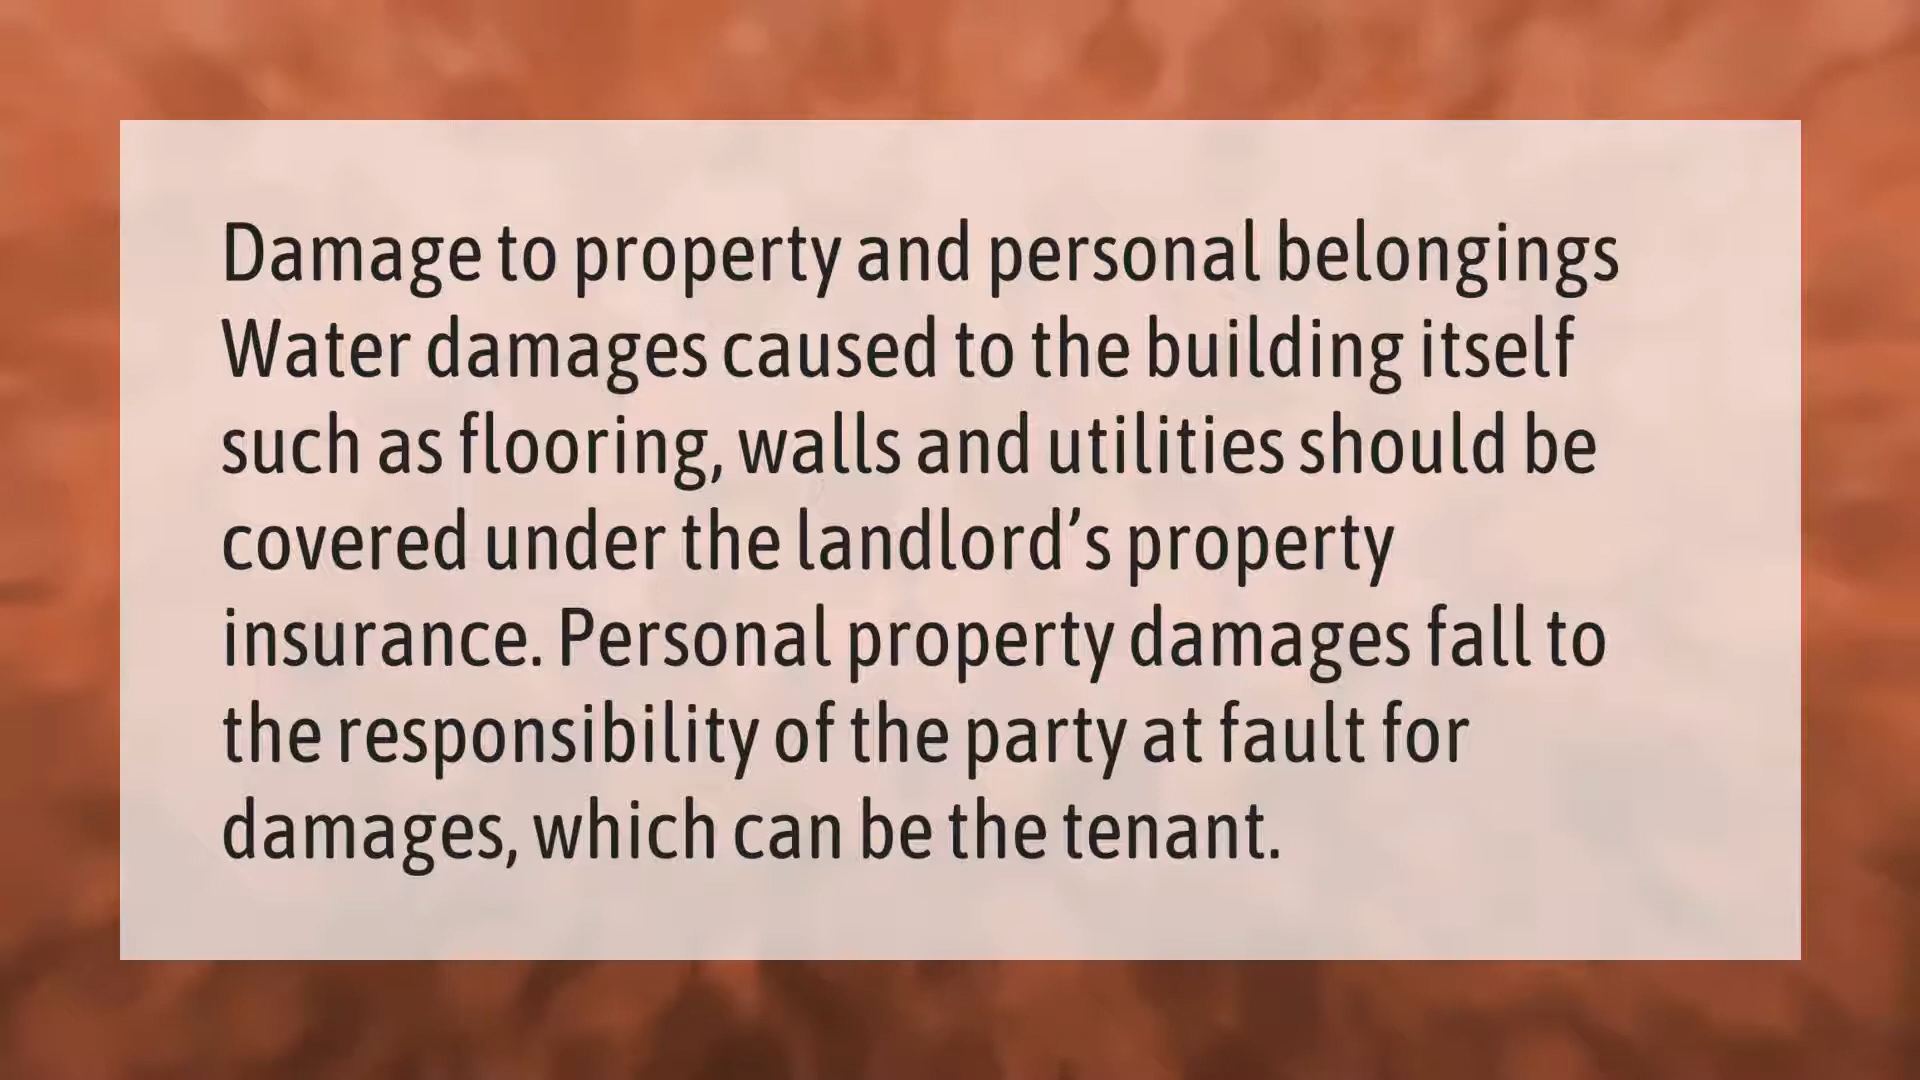 Damage to property and personal belongings
Water damages caused to the building itself
such as flooring, walls and utilities should be
covered under the landlord’s property
insurance. Personal property damages fall to
the responsibility of the party at fault for
damages, which can be the tenant.